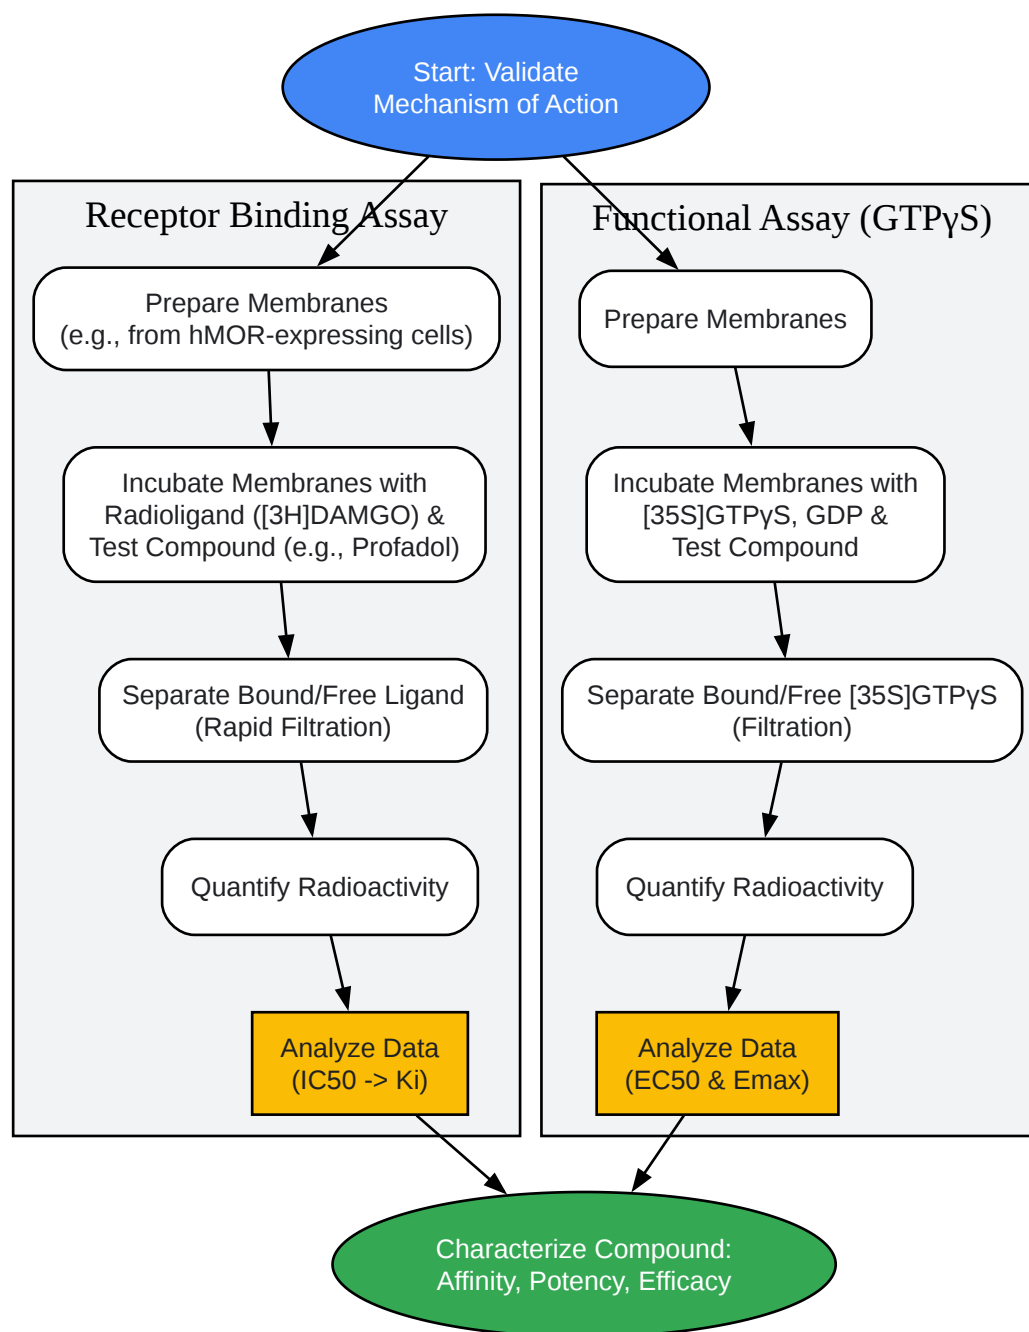 Start: Validate
Mechanism of Action
Receptor Binding Assay
Prepare Membranes
(e.g., from hMOR-expressing cells)
Incubate Membranes with
Radioligand ([3H]DAMGO) &
Test Compound (e.g., Profadol)
Separate Bound/Free Ligand
(Rapid Filtration)
Quantify Radioactivity
Analyze Data
(IC50 -> Ki)
Functional Assay (GTPγS)
Prepare Membranes
Incubate Membranes with
[35S]GTPγS, GDP &
Test Compound
Separate Bound/Free [35S]GTPγS
(Filtration)
Quantify Radioactivity
Analyze Data
(EC50 & Emax)
Characterize Compound:
Affinity, Potency, Efficacy